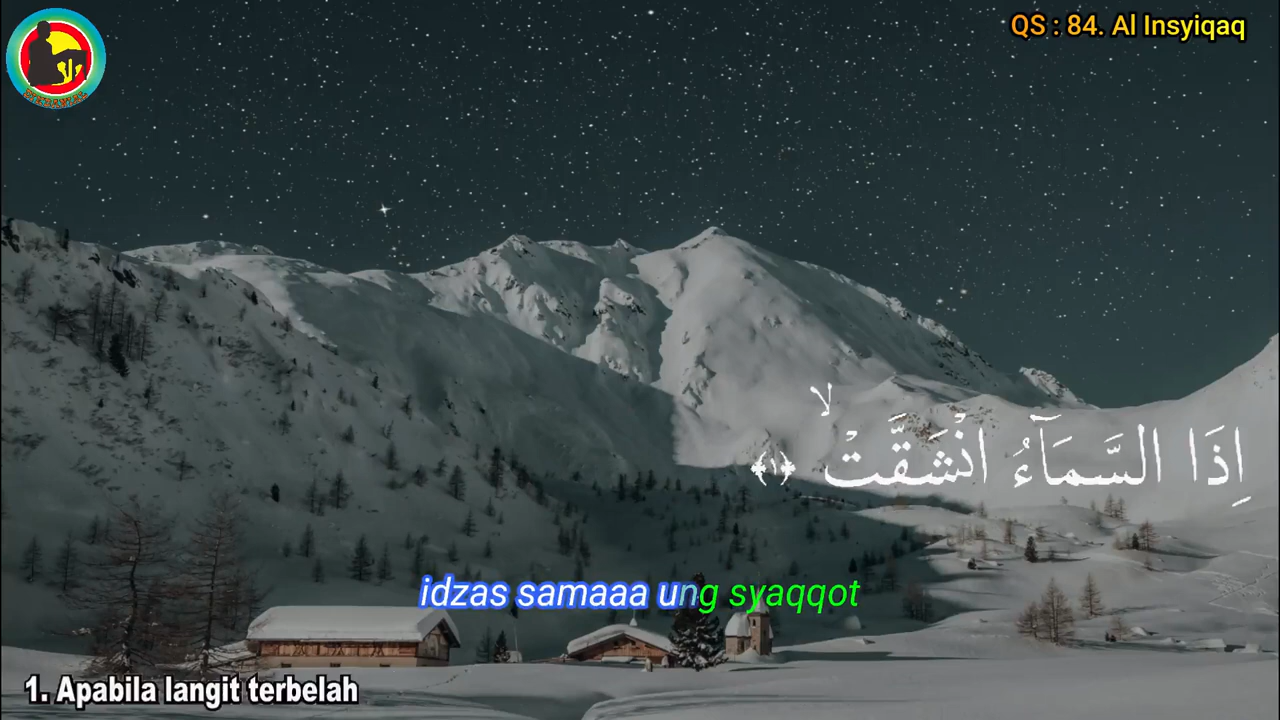 QS : 84. Al Insyiqaq
اِذَا السَّمَآءُ انْشَقَّتْۙ ﴿١﴾
idzas samaaa ung syaqqot
1. Apabila langit terbelah